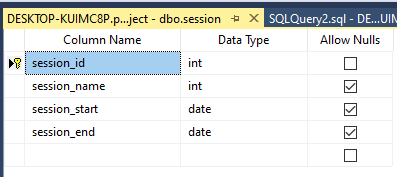 DESKTOP-KUIMC8P.p...ject - dbo.session
SQLQuery2.sql - DE...UIM
Column Name Data Type Allow Nulls
session_id int
session_name int
session_start date
session_end date